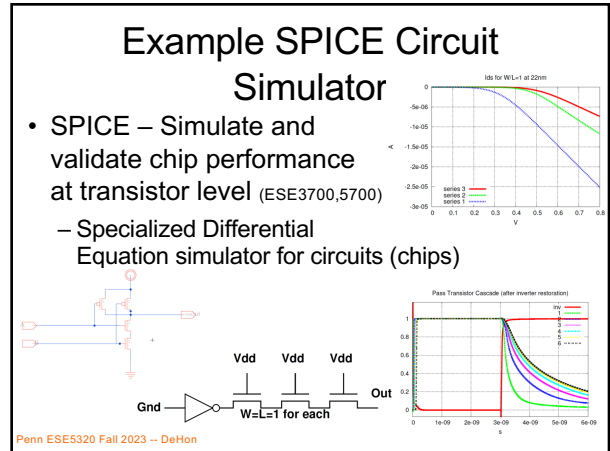 Example SPICE Circuit
Simulator
• SPICE – Simulate and
validate chip performance
at transistor level (ESE3700,5700)
– Specialized Differential
Equation simulator for circuits (chips)
Ids for W/L=1 at 22nm
0
-5e-06
-1e-05
-1.5e-05
-2e-05
-2.5e-05
-3e-05
A
series 3
series 2
series 1
0 0.1 0.2 0.3 0.4 0.5 0.6 0.7 0.8
V
Vdd Vdd Vdd
Gnd
Out
W=L=1 for each
Pass Transistor Cascade (after inverter restoration)
1
0.8
0.6
0.4
0.2
0
inv
1
2
3
4
5
6
0 1e-09 2e-09 3e-09 4e-09 5e-09 6e-09
s
Penn ESE5320 Fall 2023 -- DeHon